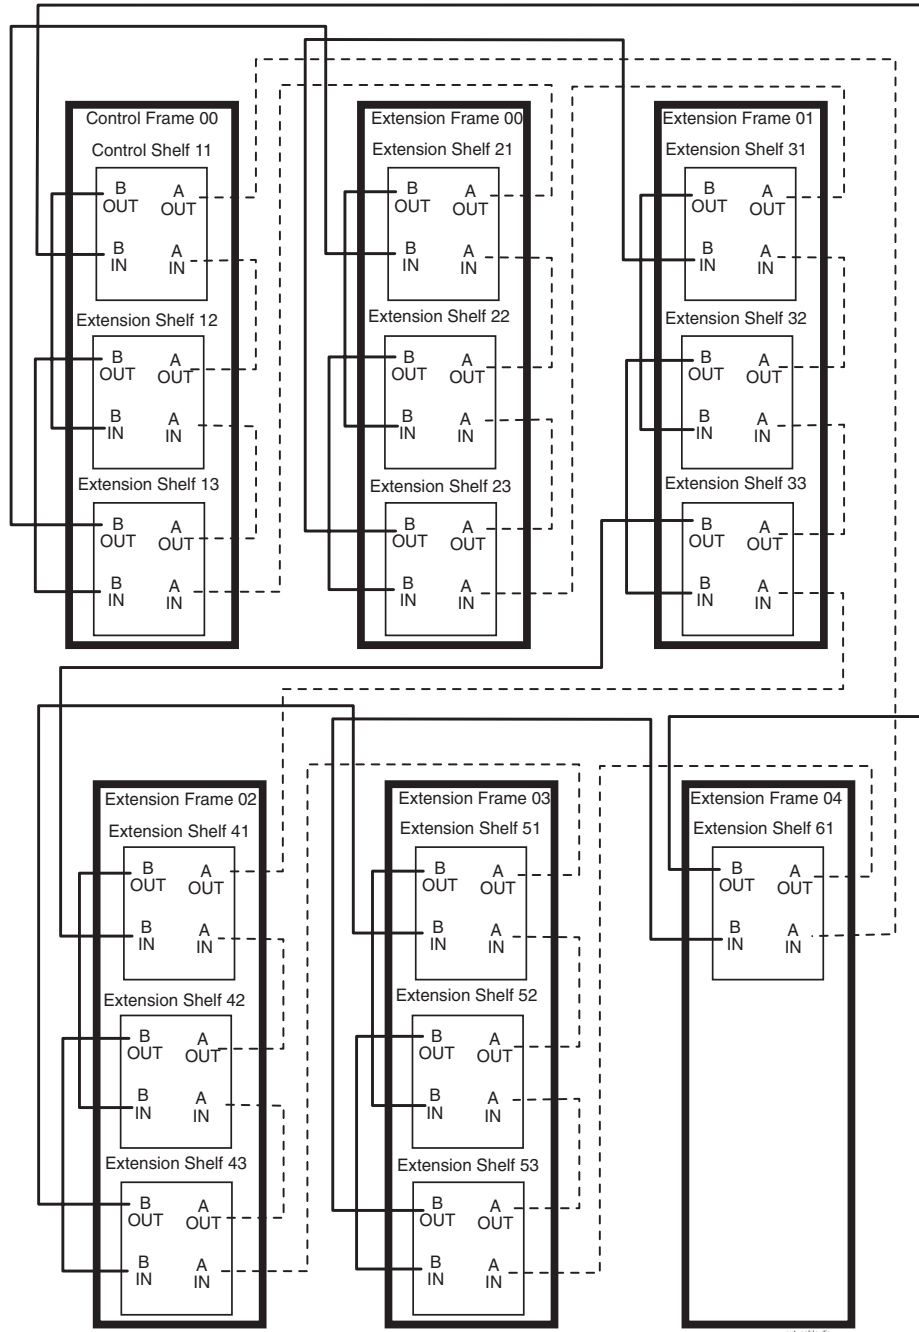 Control Frame 00
Control Shelf 11
B OUT
A OUT
B IN
A IN
Extension Shelf 12
B OUT
A OUT
B IN
A IN
Extension Shelf 13
B OUT
A OUT
B IN
A IN
Extension Frame 00
Extension Shelf 21
B OUT
A OUT
B IN
A IN
Extension Shelf 22
B OUT
A OUT
B IN
A IN
Extension Shelf 23
B OUT
A OUT
B IN
A IN
Extension Frame 01
Extension Shelf 31
B OUT
A OUT
B IN
A IN
Extension Shelf 32
B OUT
A OUT
B IN
A IN
Extension Shelf 33
B OUT
A OUT
B IN
A IN
Extension Frame 02
Extension Shelf 41
B OUT
A OUT
B IN
A IN
Extension Shelf 42
B OUT
A OUT
B IN
A IN
Extension Shelf 43
B OUT
A OUT
B IN
A IN
Extension Frame 03
Extension Shelf 51
B OUT
A OUT
B IN
A IN
Extension Shelf 52
B OUT
A OUT
B IN
A IN
Extension Shelf 53
B OUT
A OUT
B IN
A IN
Extension Frame 04
Extension Shelf 61
B OUT
A OUT
B IN
A IN